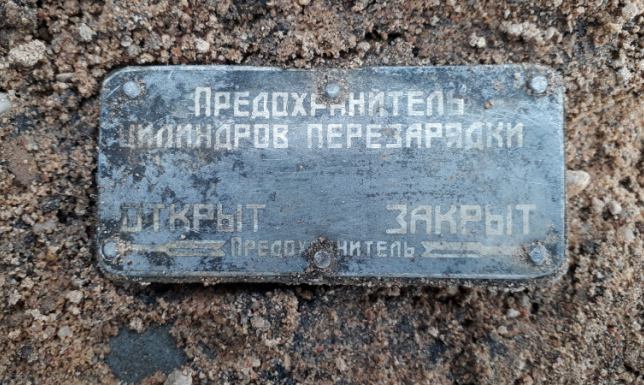 Предохранитель
цилиндров перезарядки
Открыт Закрыт
Предохранитель